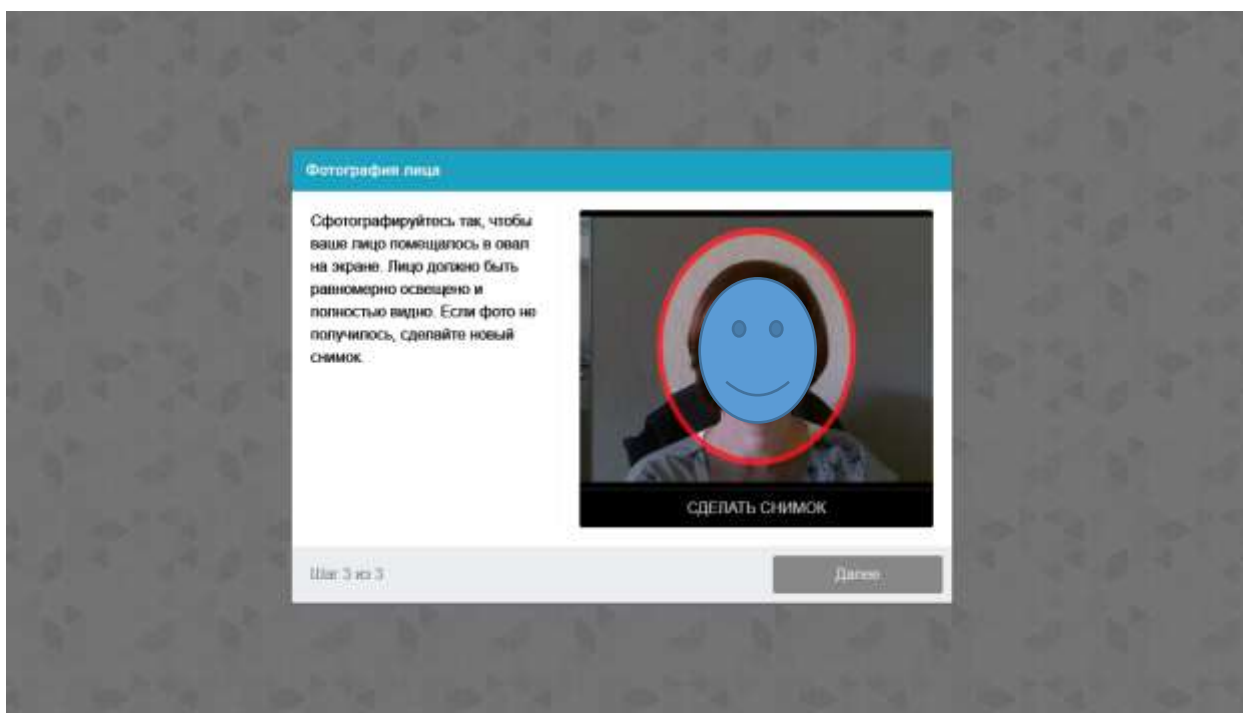 Фотография лица
Сфотографируйтесь так, чтобы
ваше лицо помещалось в овал
на экране. Лицо должно быть
равномерно освещено и
полностью видно. Если фото не
получилось, сделайте новый
снимок.
СДЕЛАТЬ СНИМОК
Шаг 3 из 3
Далее